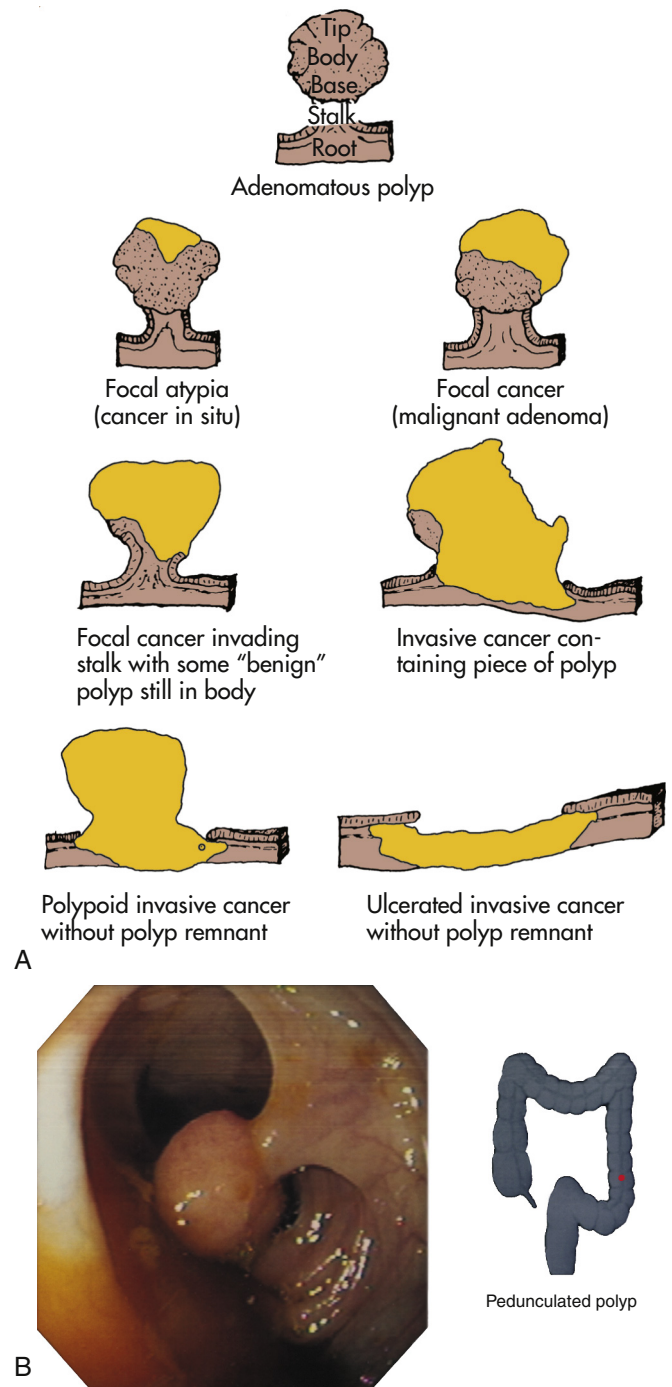 Tip
Body
Base
Stalk
Root
Adenomatous polyp
Focal atypia
(cancer in situ)
Focal cancer
(malignant adenoma)
Focal cancer invading
stalk with some “benign”
polyp still in body
Invasive cancer con-
taining piece of polyp
Polypoid invasive cancer
without polyp remnant
Ulcerated invasive cancer
without polyp remnant
A
Pedunculated polyp
B